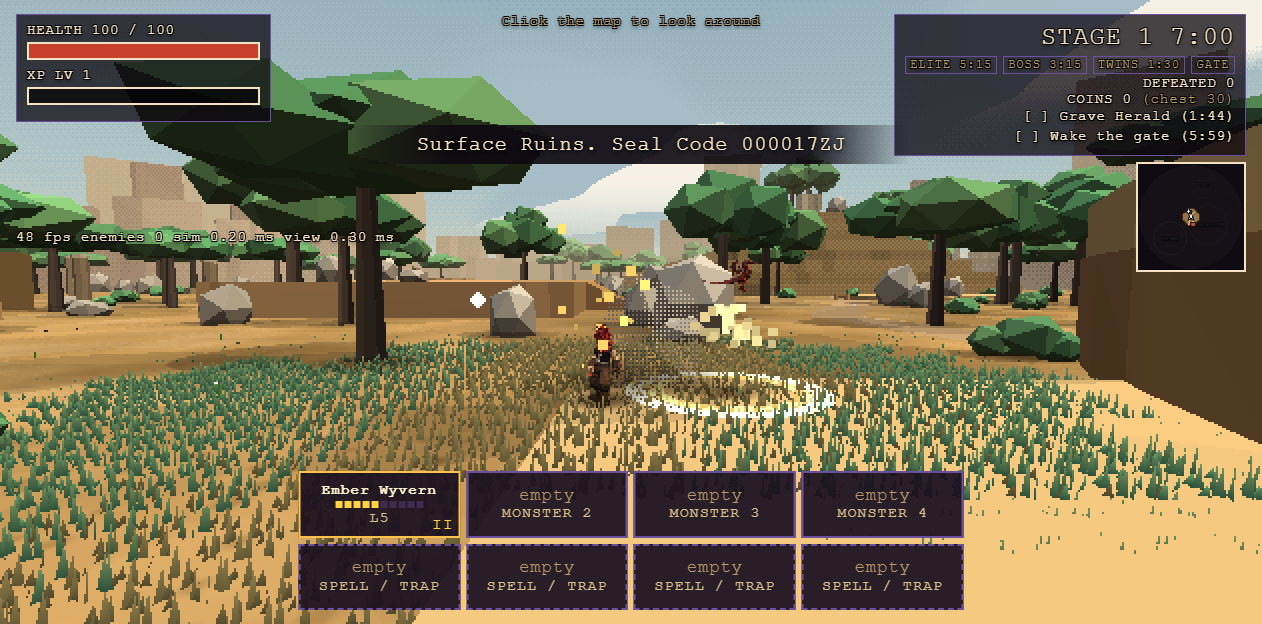 HEALTH 100 / 100
XP LV 1
Click the map to look around
STAGE 1 7:00
ELITE 5:15 BOSS 3:15 TWINS 1:30 GATE
DEFEATED 0
COINS 0 (chest 30)
[ ] Grave Herald (1:44)
[ ] Wake the gate (5:59)
Surface Ruins. Seal Code 000017ZJ
48 fps enemies 0 sim 0.20 ms view 0.30 ms
Ember Wyvern
L5
II
empty
MONSTER 2
empty
MONSTER 3
empty
MONSTER 4
empty
SPELL / TRAP
empty
SPELL / TRAP
empty
SPELL / TRAP
empty
SPELL / TRAP